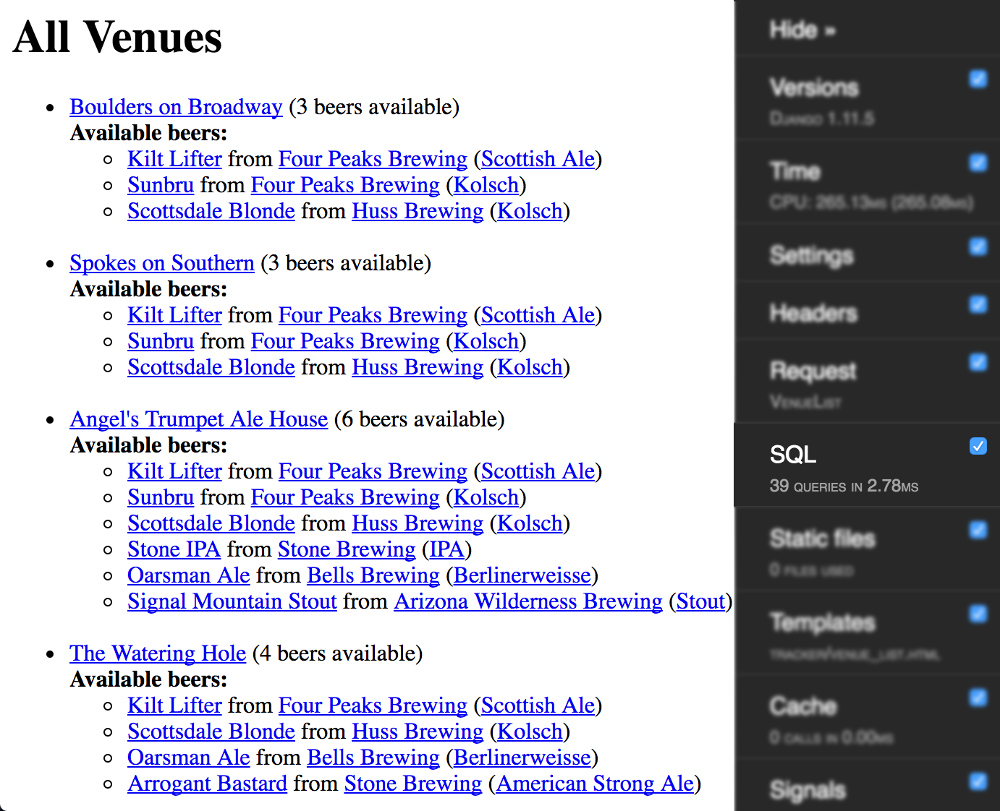 All Venues
Boulders on Broadway (3 beers available)
Available beers:
Kilt Lifter from Four Peaks Brewing (Scottish Ale)
Sunbru from Four Peaks Brewing (Kolsch)
Scottsdale Blonde from Huss Brewing (Kolsch)
Spokes on Southern (3 beers available)
Available beers:
Kilt Lifter from Four Peaks Brewing (Scottish Ale)
Sunbru from Four Peaks Brewing (Kolsch)
Scottsdale Blonde from Huss Brewing (Kolsch)
Angel's Trumpet Ale House (6 beers available)
Available beers:
Kilt Lifter from Four Peaks Brewing (Scottish Ale)
Sunbru from Four Peaks Brewing (Kolsch)
Scottsdale Blonde from Huss Brewing (Kolsch)
Stone IPA from Stone Brewing (IPA)
Oarsman Ale from Bells Brewing (Berlinerweisse)
Signal Mountain Stout from Arizona Wilderness Brewing (Stout)
The Watering Hole (4 beers available)
Available beers:
Kilt Lifter from Four Peaks Brewing (Scottish Ale)
Scottsdale Blonde from Huss Brewing (Kolsch)
Oarsman Ale from Bells Brewing (Berlinerweisse)
Arrogant Bastard from Stone Brewing (American Strong Ale)
Hide »
Versions
Django 1.11.5
Time
CPU: 265.13ms (265.08ms)
Settings
Headers
Request
VenueList
SQL
39 queries in 2.78ms
Static files
0 files used
Templates
tracker/venue_list.html
Cache
0 calls in 0.00ms
Signals